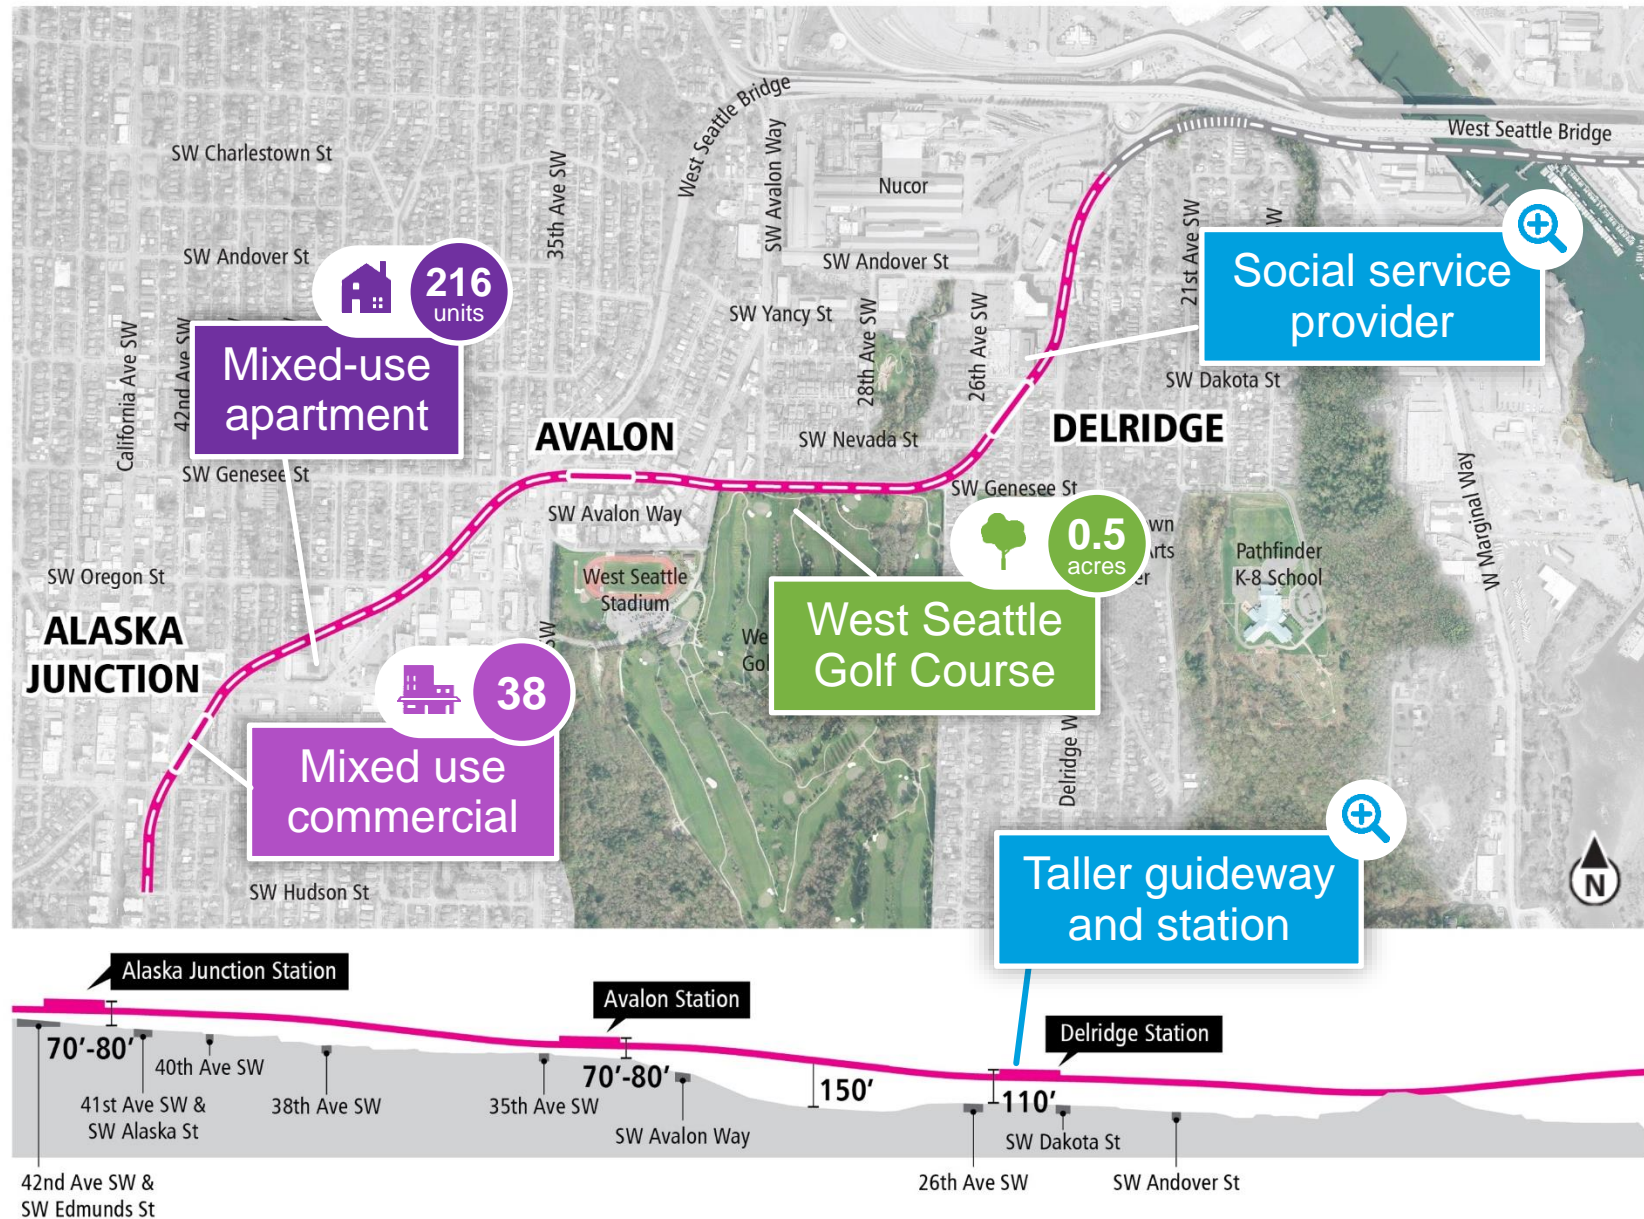 West Seattle Bridge
West Seattle Bridge
SW Charlestown St
SW Avalon Way
35th Ave SW
Nucor
SW Andover St
SW Andover St
21st Ave SW
SW
Social service
provider
216
units
Mixed-use
apartment
California Ave SW
42nd Ave SW
SW Yancy St
28th Ave SW
26th Ave SW
SW Dakota St
AVALON
SW Nevada St
DELRIDGE
SW Genesee St
SW Genesee St
SW Avalon Way
W Marginal Way
0.5
acres
West Seattle
Golf Course
Pathfinder
K-8 School
SW Oregon St
West Seattle
Stadium
SW
ALASKA
JUNCTION
38
Mixed use
commercial
Delridge W
SW Hudson St
Taller guideway
and station
N
Alaska Junction Station
Avalon Station
Delridge Station
70'-80'
70'-80'
150'
110'
40th Ave SW
41st Ave SW &
SW Alaska St
38th Ave SW
35th Ave SW
SW Avalon Way
SW Dakota St
42nd Ave SW &
SW Edmunds St
26th Ave SW
SW Andover St